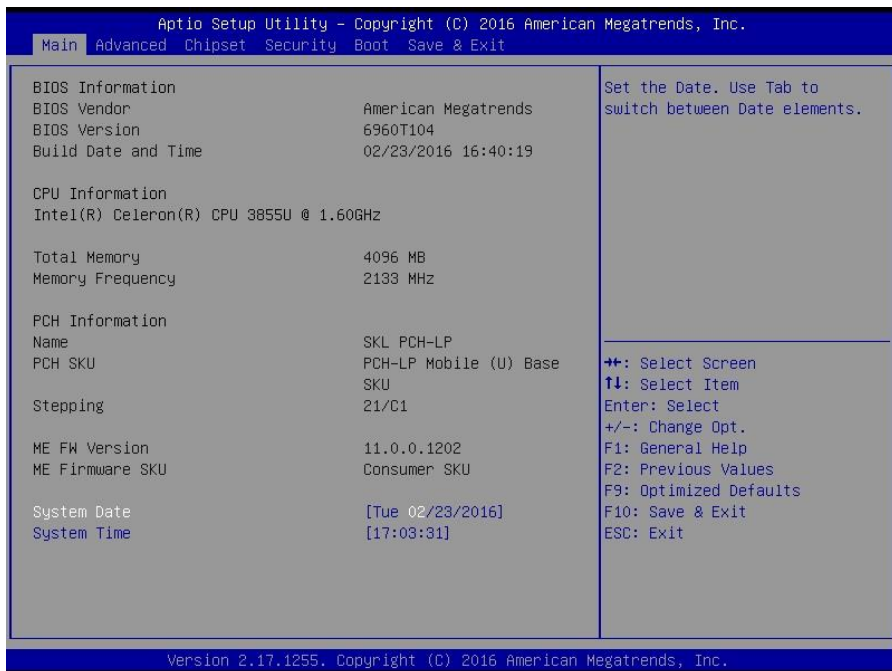 Aptio Setup Utility - Copyright (C) 2016 American Megatrends, Inc.
Main Advanced Chipset Security Boot Save & Exit
BIOS Information
BIOS Vendor American Megatrends
BIOS Version 6960T104
Build Date and Time 02/23/2016 16:40:19
CPU Information
Intel(R) Celeron(R) CPU 3855U @ 1.60GHz
Total Memory 4096 MB
Memory Frequency 2133 MHz
PCH Information
Name SKL PCH-LP
PCH SKU PCH-LP Mobile (U) Base
SKU
Stepping 21/C1
ME FW Version 11.0.0.1202
ME Firmware SKU Consumer SKU
System Date [Tue 02/23/2016]
System Time [17:03:31]
Set the Date. Use Tab to
switch between Date elements.
→←: Select Screen
↑↓: Select Item
Enter: Select
+/-: Change Opt.
F1: General Help
F2: Previous Values
F9: Optimized Defaults
F10: Save & Exit
ESC: Exit
Version 2.17.1255. Copyright (C) 2016 American Megatrends, Inc.